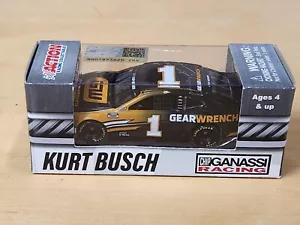 ACTION
1
GEARWRENCH
1
Ages 4
& up
KURT BUSCH
CHIP
GANASSI
RACING